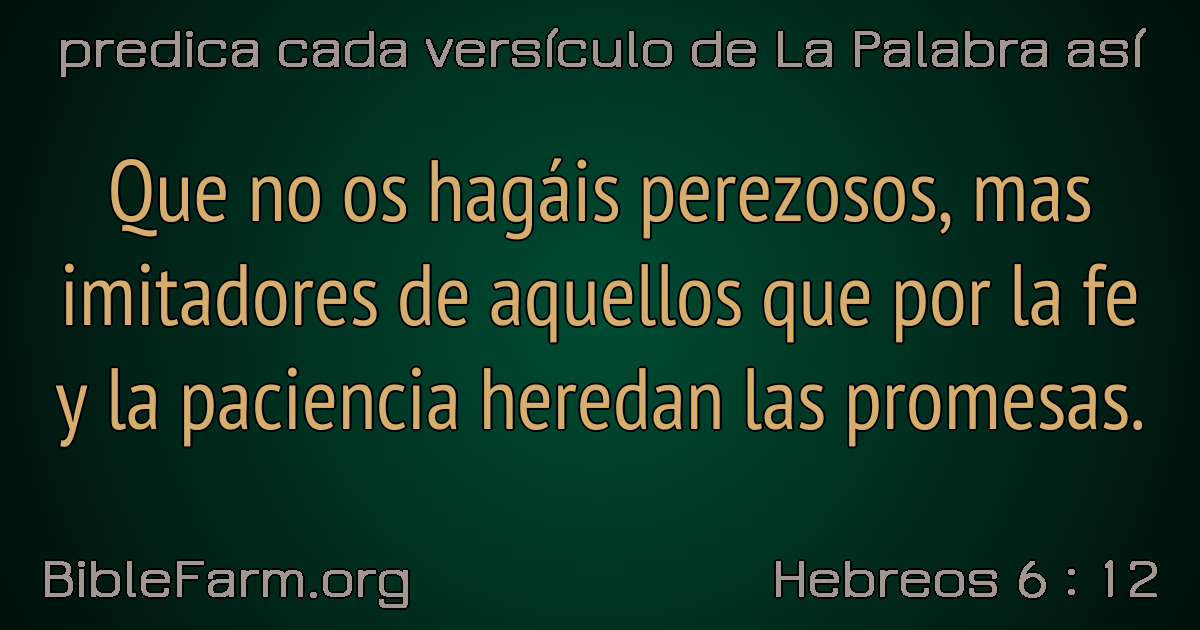 predica cada versículo de La Palabra así
Que no os hagáis perezosos, mas
imitadores de aquellos que por la fe
y la paciencia heredan las promesas.
BibleFarm.org
Hebreos 6 : 12